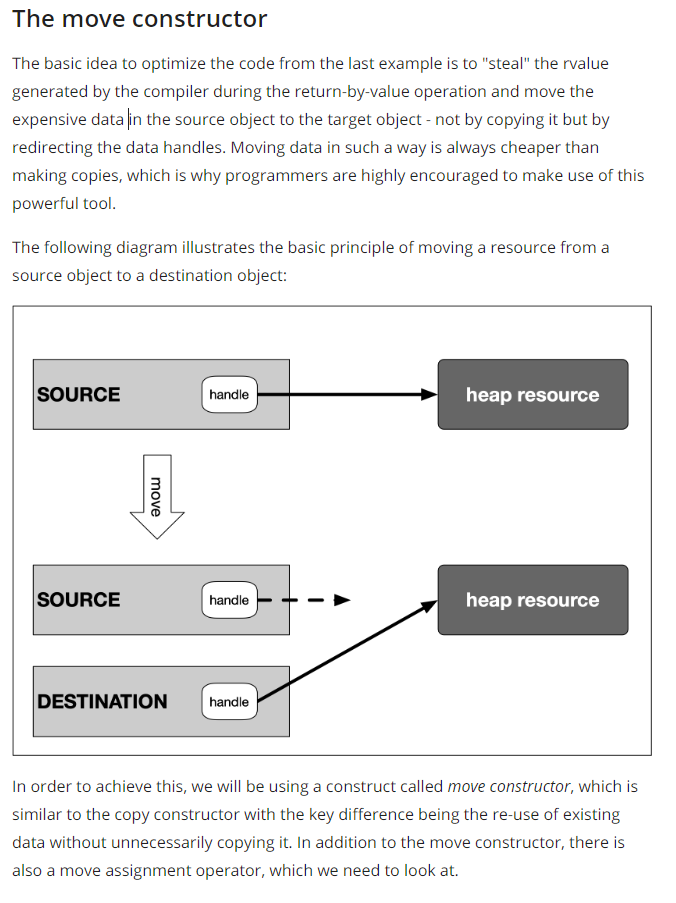 The move constructor
The basic idea to optimize the code from the last example is to "steal" the rvalue
generated by the compiler during the return-by-value operation and move the
expensive data in the source object to the target object - not by copying it but by
redirecting the data handles. Moving data in such a way is always cheaper than
making copies, which is why programmers are highly encouraged to make use of this
powerful tool.
The following diagram illustrates the basic principle of moving a resource from a
source object to a destination object:
SOURCE handle heap resource
move
SOURCE handle heap resource
DESTINATION handle
In order to achieve this, we will be using a construct called move constructor, which is
similar to the copy constructor with the key difference being the re-use of existing
data without unnecessarily copying it. In addition to the move constructor, there is
also a move assignment operator, which we need to look at.